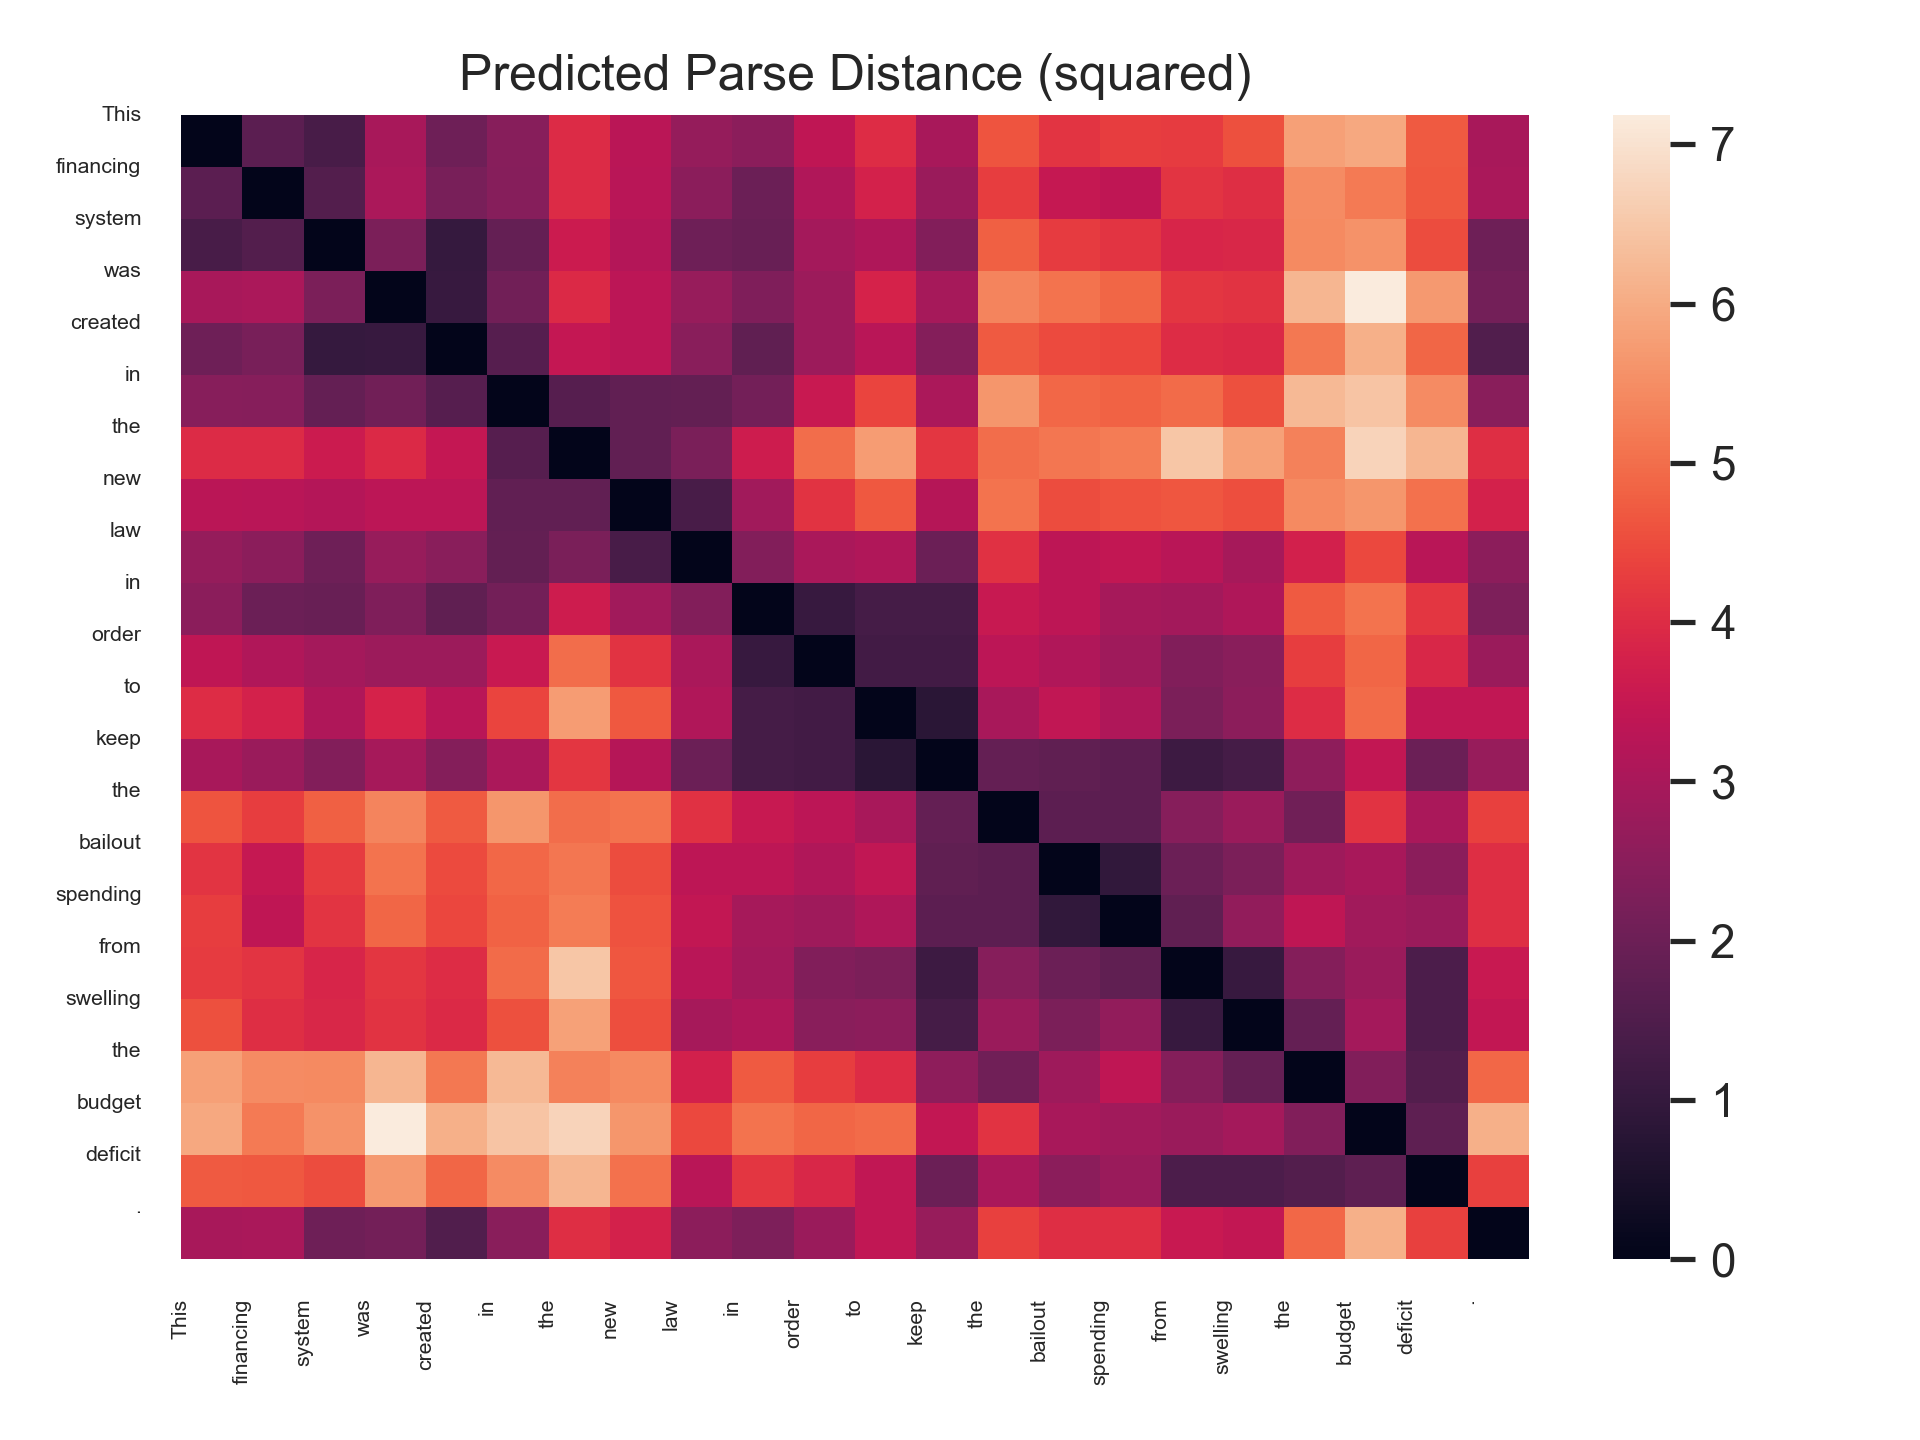 Predicted Parse Distance (squared)
This
financing
system
was
created
in
the
new
law
in
order
to
keep
the
bailout
spending
from
swelling
the
budget
deficit
.
7
6
5
4
3
2
1
0
This
financing
system
was
created
in
the
new
law
in
order
to
keep
the
bailout
spending
from
swelling
the
budget
deficit
.